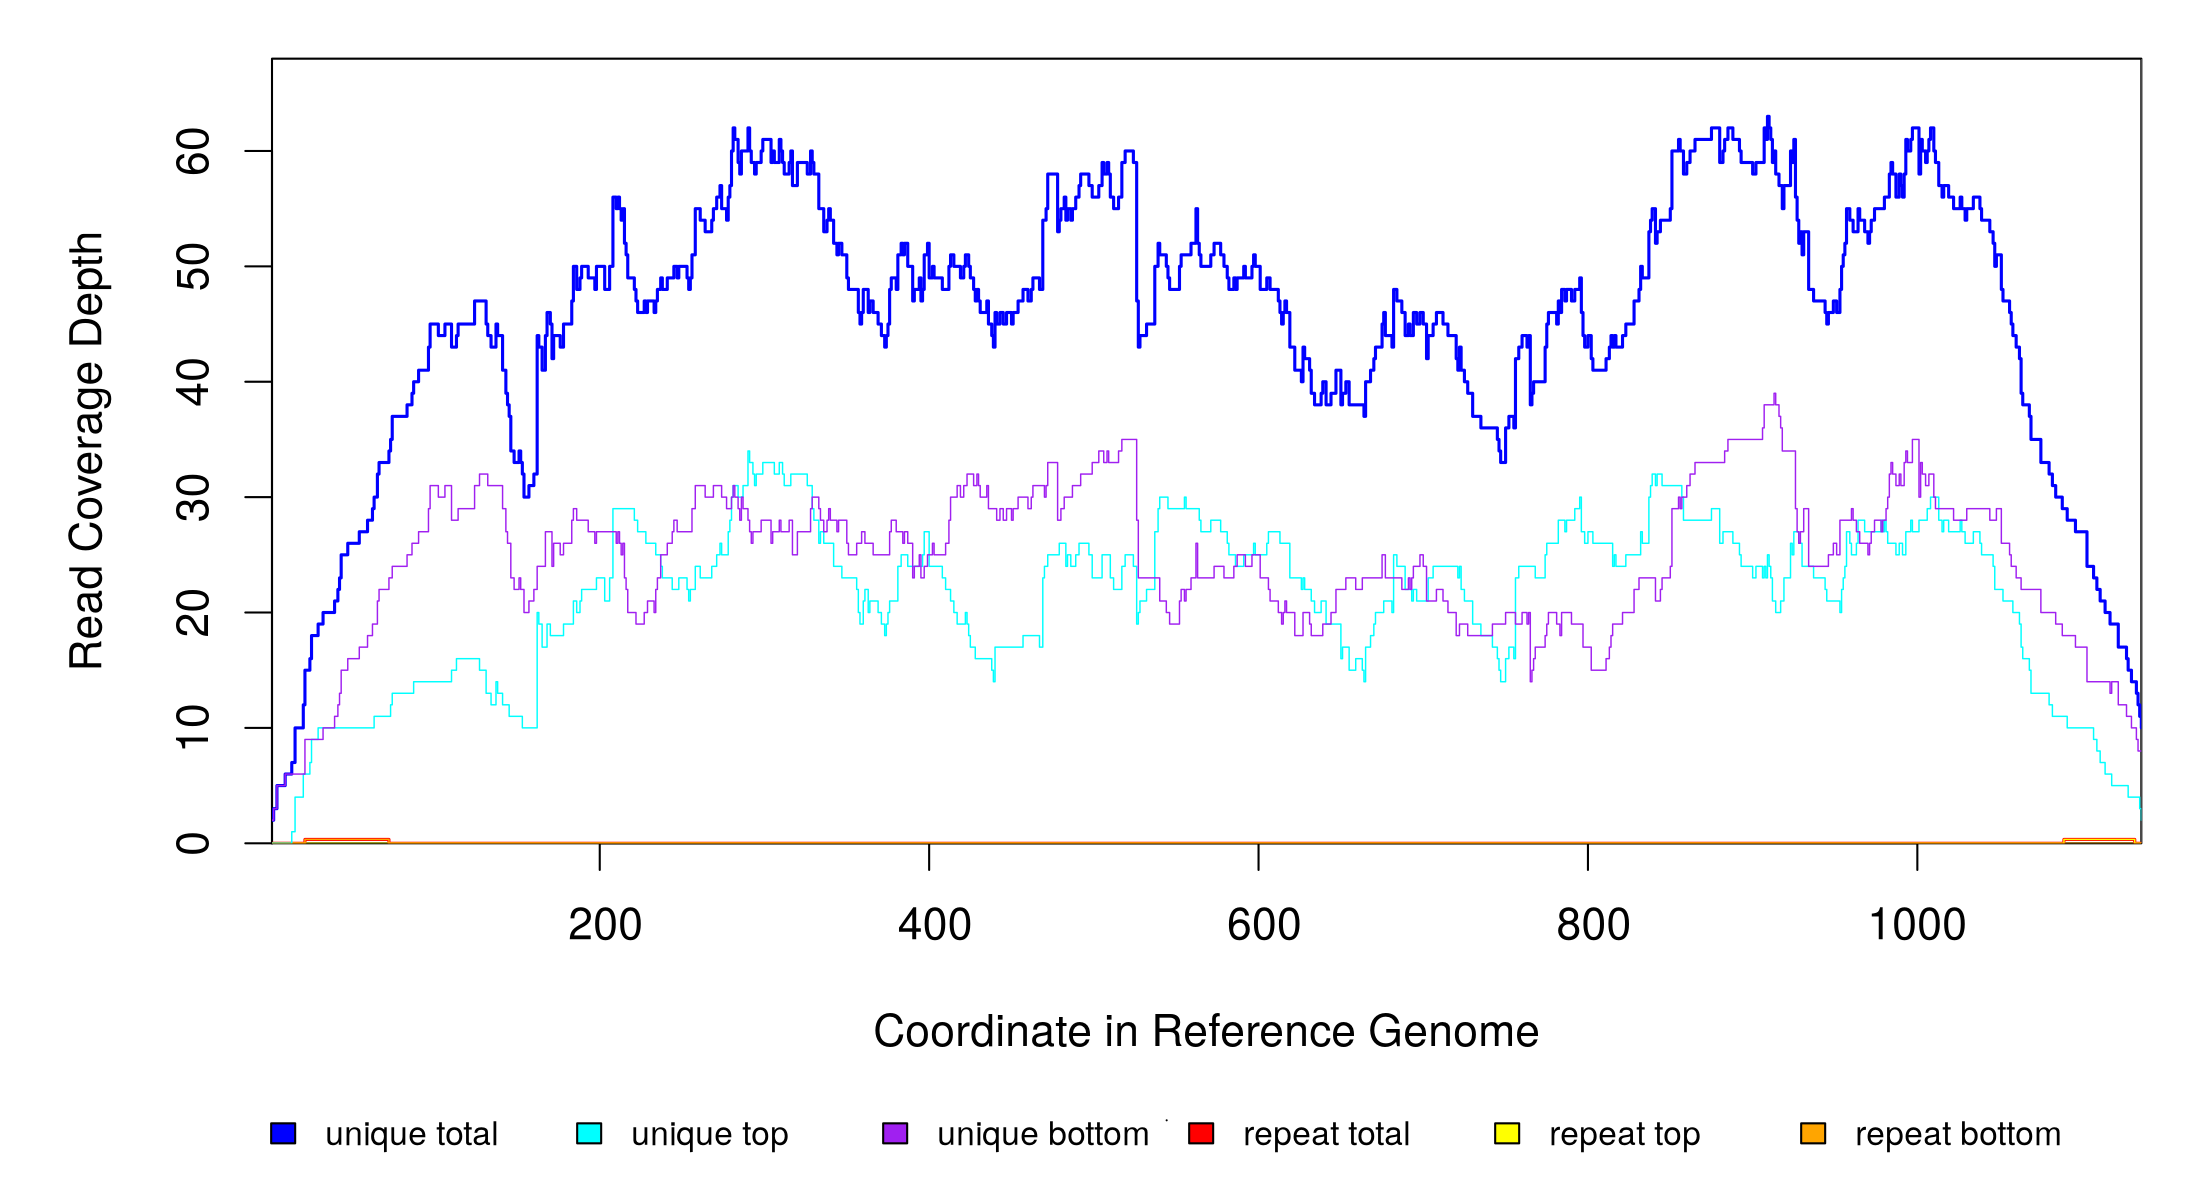 Read Coverage Depth
60
50
40
30
20
10
0
200 400 600 800 1000
Coordinate in Reference Genome
unique total unique top unique bottom repeat total repeat top repeat bottom